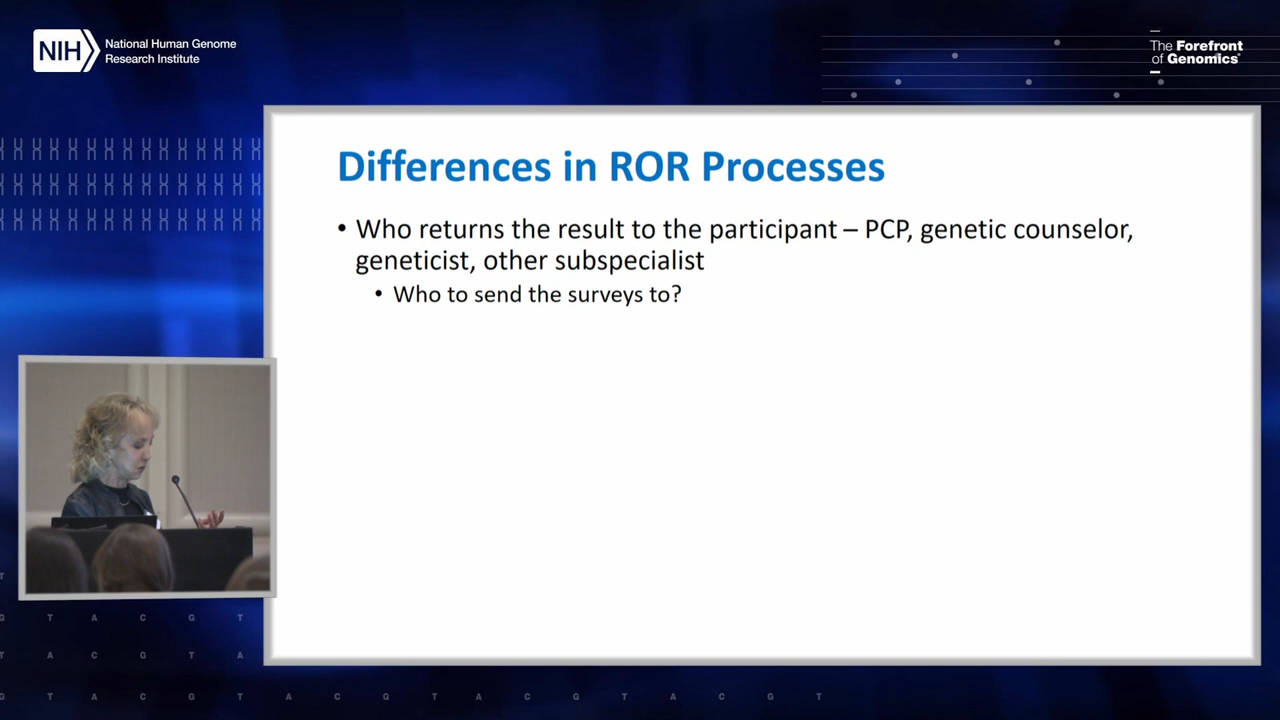 NIH
National Human Genome
Research Institute
The Forefront
of Genomics®
Differences in ROR Processes
• Who returns the result to the participant – PCP, genetic counselor,
geneticist, other subspecialist
• Who to send the surveys to?
T
G T A C G T
T A C G T A
G T A C G T A C G T A C G T A C G T